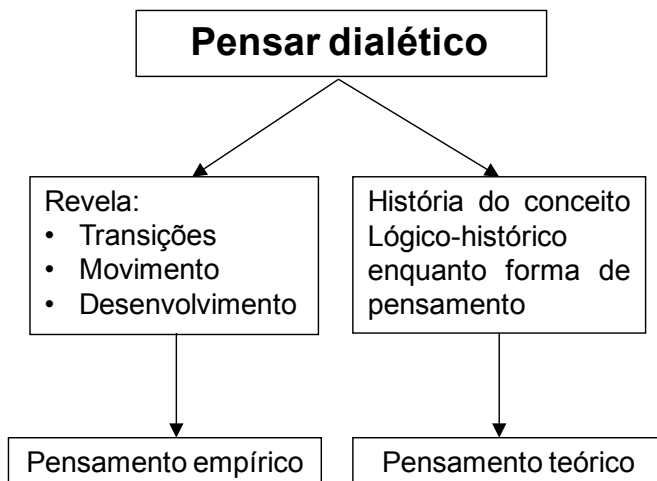 Pensar dialético
Revela:
• Transições
• Movimento
• Desenvolvimento
História do conceito
Lógico-histórico
enquanto forma de
pensamento
Pensamento empírico
Pensamento teórico